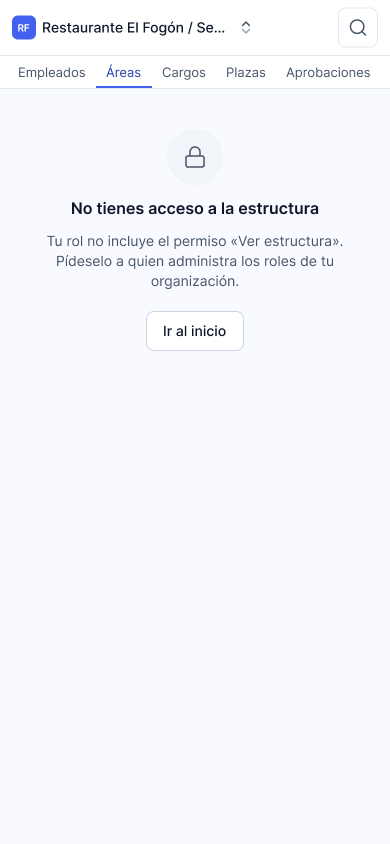 RF Restaurante El Fogón / Se...
Empleados Áreas Cargos Plazas Aprobaciones
No tienes acceso a la estructura
Tu rol no incluye el permiso «Ver estructura».
Pídeselo a quien administra los roles de tu
organización.
Ir al inicio